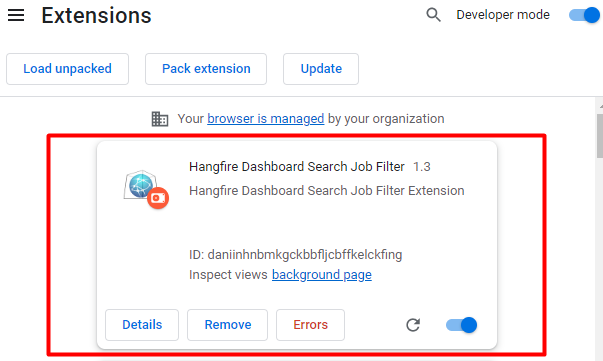 Extensions
Developer mode
Load unpacked
Pack extension
Update
Your browser is managed by your organization
Hangfire Dashboard Search Job Filter 1.3
Hangfire Dashboard Search Job Filter Extension
ID: daniinhnbmkgckbbfljcbffkelckfing
Inspect views background page
Details
Remove
Errors